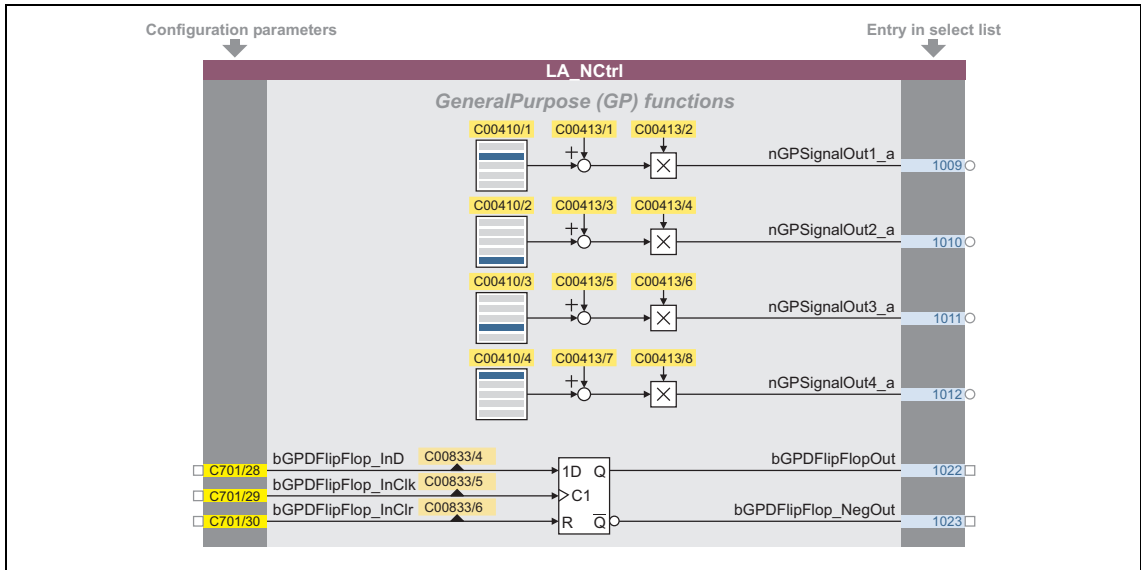 Configuration parameters Entry in select list
LA_NCtrl
GeneralPurpose (GP) functions
C00410/1 C00413/1 C00413/2
+ × nGPSignalOut1_a 1009
C00410/2 C00413/3 C00413/4
+ × nGPSignalOut2_a 1010
C00410/3 C00413/5 C00413/6
+ × nGPSignalOut3_a 1011
C00410/4 C00413/7 C00413/8
+ × nGPSignalOut4_a 1012
bGPDFlipFlop_InD C00833/4 bGPDFlipFlopOut
C701/28 1D Q 1022
bGPDFlipFlop_InClk C00833/5
C701/29 C1
bGPDFlipFlop_InClr C00833/6 bGPDFlipFlop_NegOut
C701/30 R Q̅ 1023